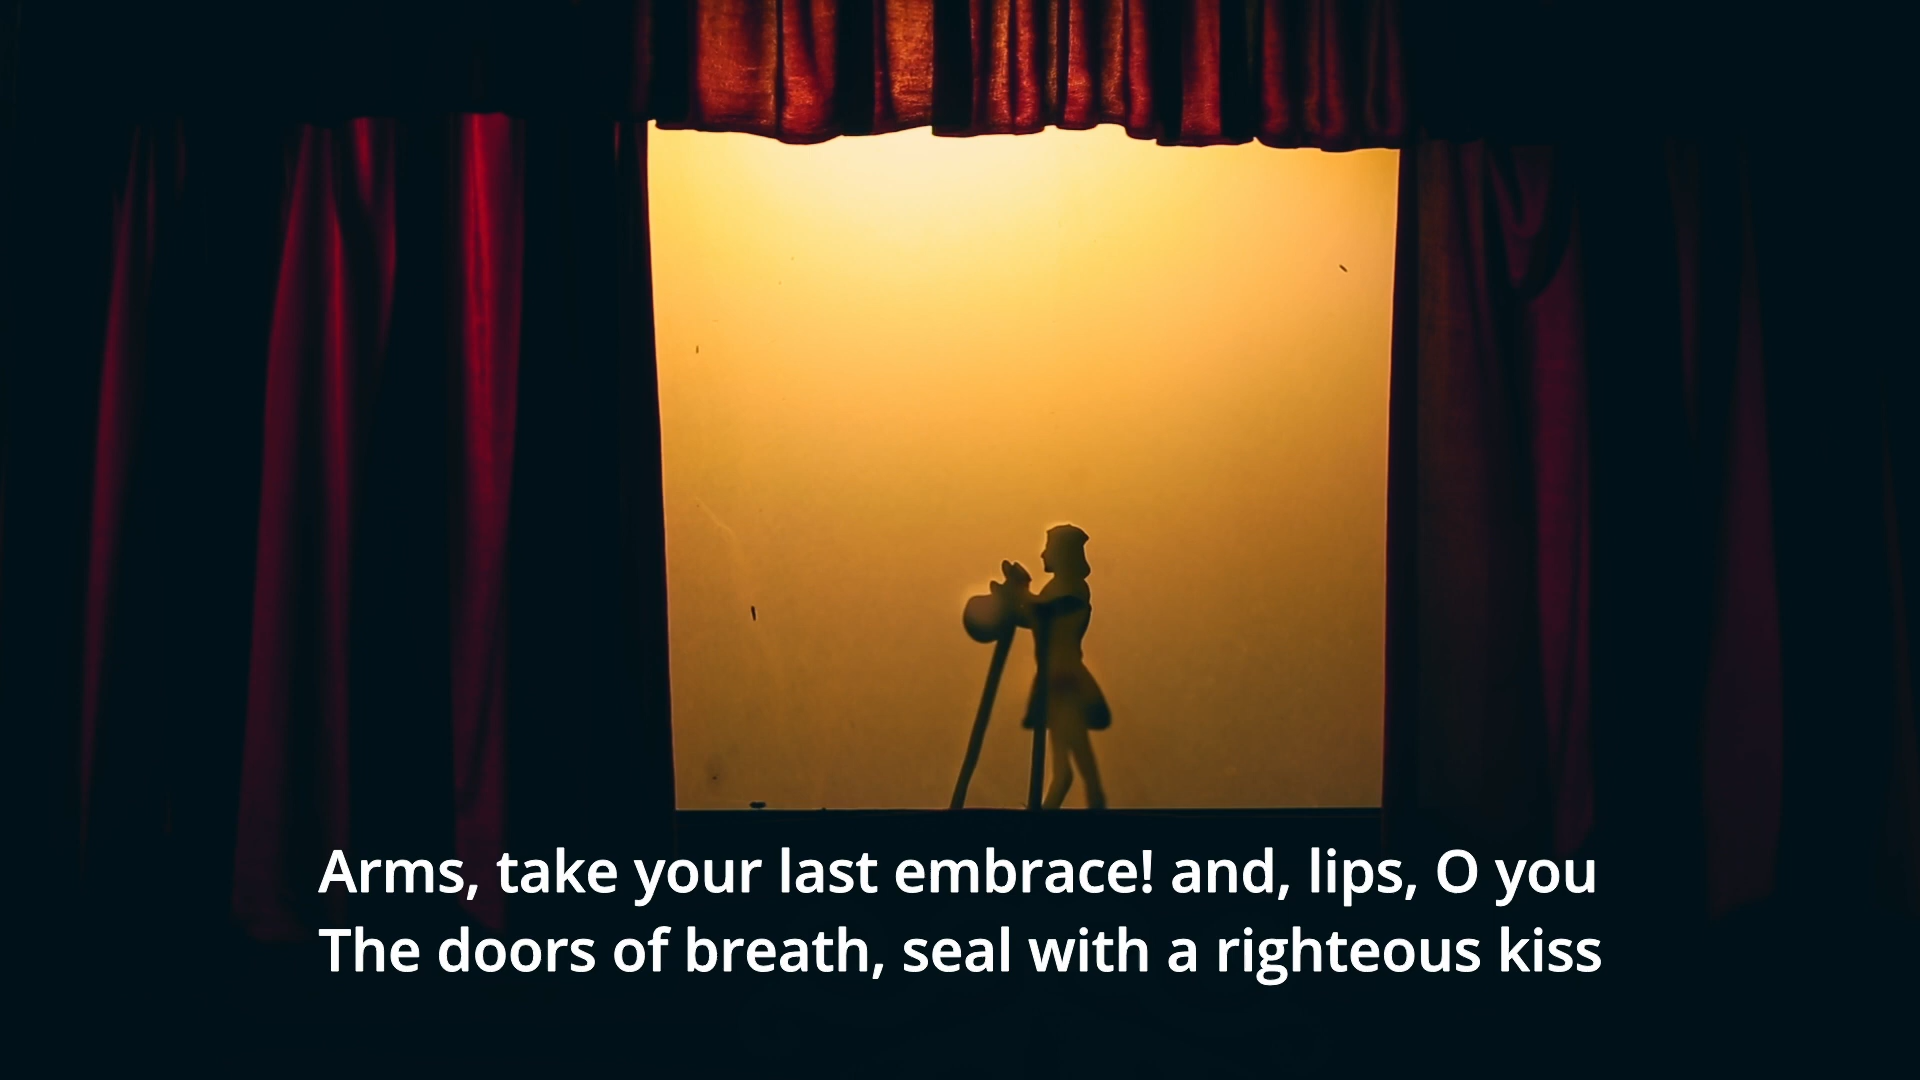 Arms, take your last embrace! and, lips, O you
The doors of breath, seal with a righteous kiss